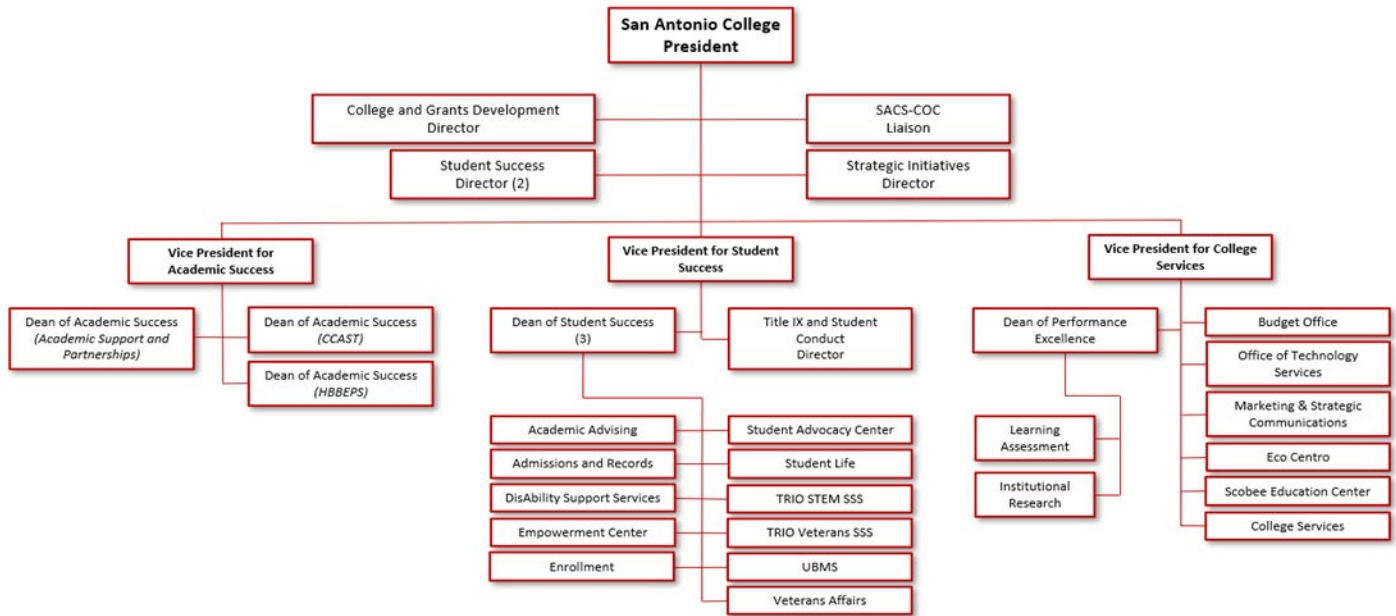 San Antonio College
President
College and Grants Development
Director
SACS-COC
Liaison
Student Success
Director (2)
Strategic Initiatives
Director
Vice President for
Academic Success
Vice President for Student
Success
Vice President for College
Services
Dean of Academic Success
(Academic Support and
Partnerships)
Dean of Academic Success
(CCAST)
Dean of Academic Success
(HBBEPS)
Dean of Student Success
(3)
Title IX and Student
Conduct
Director
Academic Advising
Student Advocacy Center
Admissions and Records
Student Life
DisAbility Support Services
TRIO STEM SSS
Empowerment Center
TRIO Veterans SSS
Enrollment
UBMS
Veterans Affairs
Dean of Performance
Excellence
Learning
Assessment
Institutional
Research
Budget Office
Office of Technology
Services
Marketing & Strategic
Communications
Eco Centro
Scobee Education Center
College Services